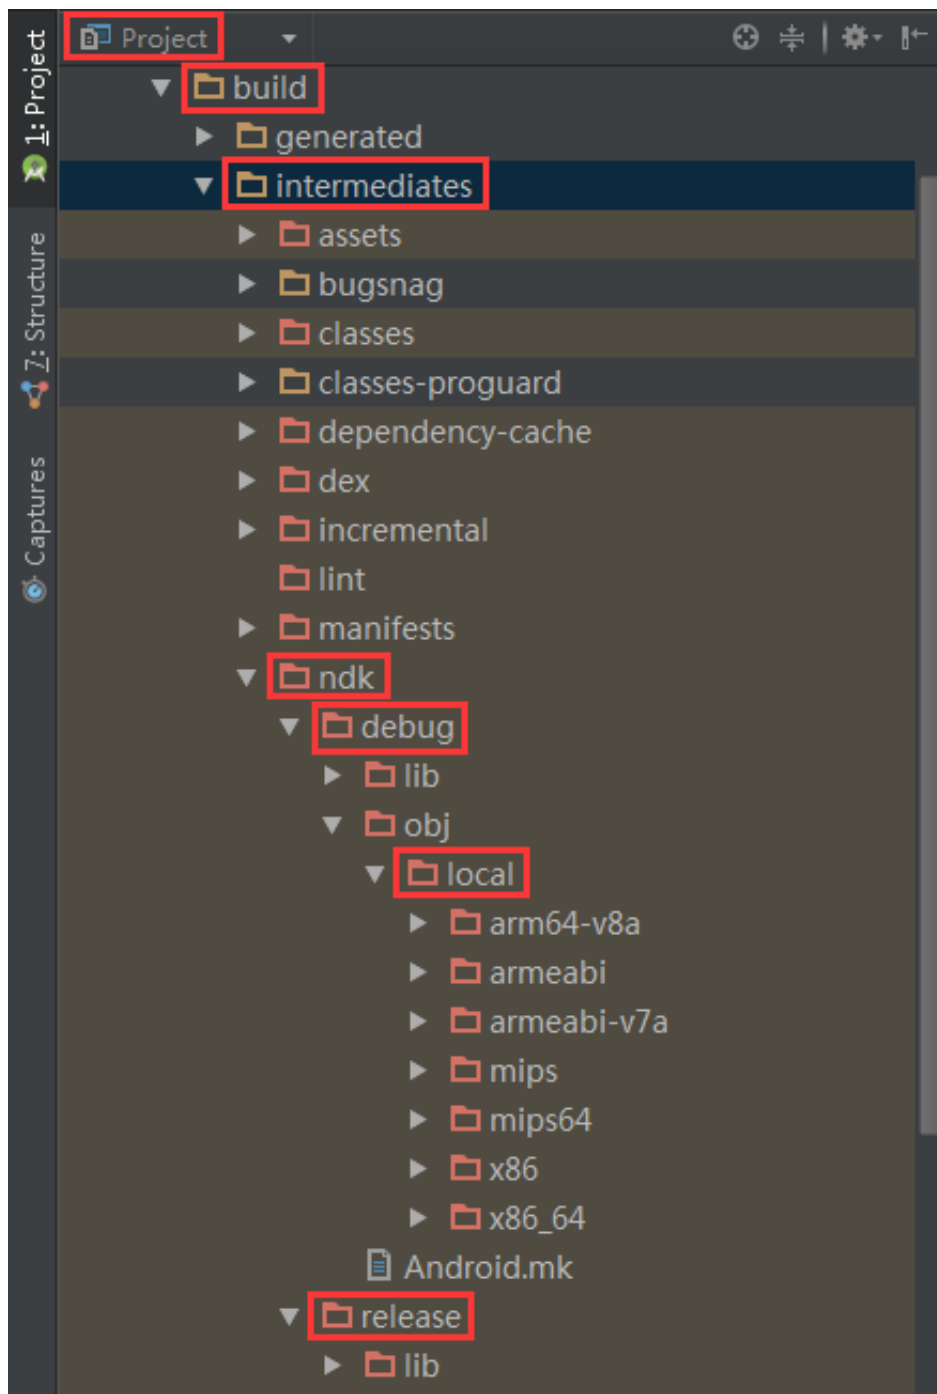 Project
build
generated
intermediates
assets
bugsnag
classes
classes-proguard
dependency-cache
dex
incremental
lint
manifests
ndk
debug
lib
obj
local
arm64-v8a
armeabi
armeabi-v7a
mips
mips64
x86
x86_64
Android.mk
release
lib
1: Project
7: Structure
Captures